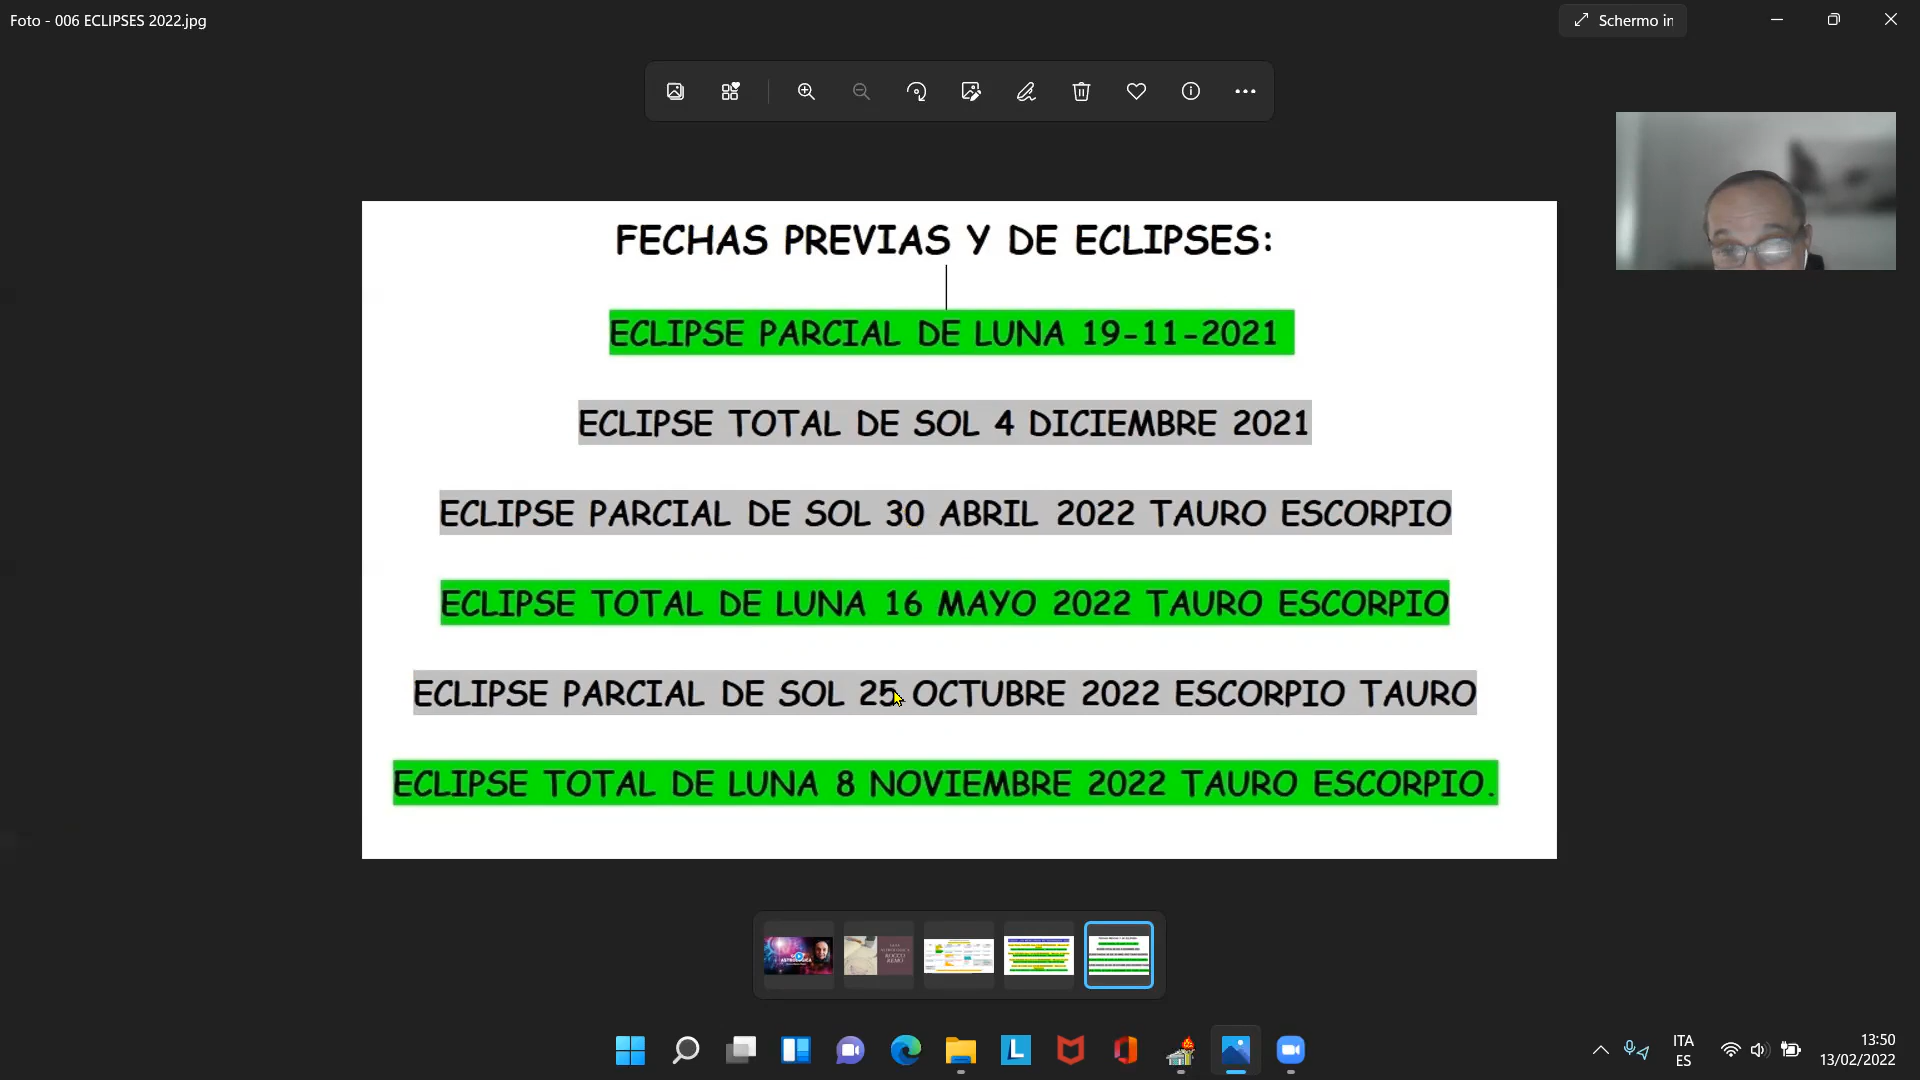 Foto - 006 ECLIPSES 2022.jpg
Schermo in
FECHAS PREVIAS Y DE ECLIPSES:
ECLIPSE PARCIAL DE LUNA 19-11-2021
ECLIPSE TOTAL DE SOL 4 DICIEMBRE 2021
ECLIPSE PARCIAL DE SOL 30 ABRIL 2022 TAURO ESCORPIO
ECLIPSE TOTAL DE LUNA 16 MAYO 2022 TAURO ESCORPIO
ECLIPSE PARCIAL DE SOL 25 OCTUBRE 2022 ESCORPIO TAURO
ECLIPSE TOTAL DE LUNA 8 NOVIEMBRE 2022 TAURO ESCORPIO.
ROCCO
REMO
L
ITA
ES
13:50
13/02/2022